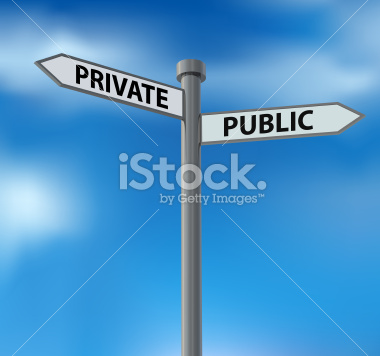 PRIVATE
PUBLIC
iStock.
by Getty Images™